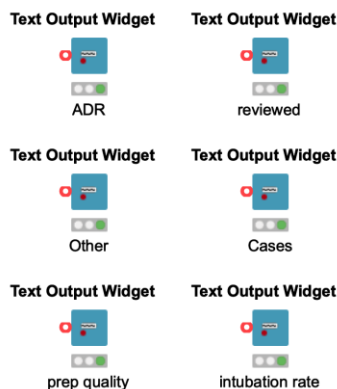 Text Output Widget Text Output Widget
ADR reviewed
Text Output Widget Text Output Widget
Other Cases
Text Output Widget Text Output Widget
prep quality intubation rate